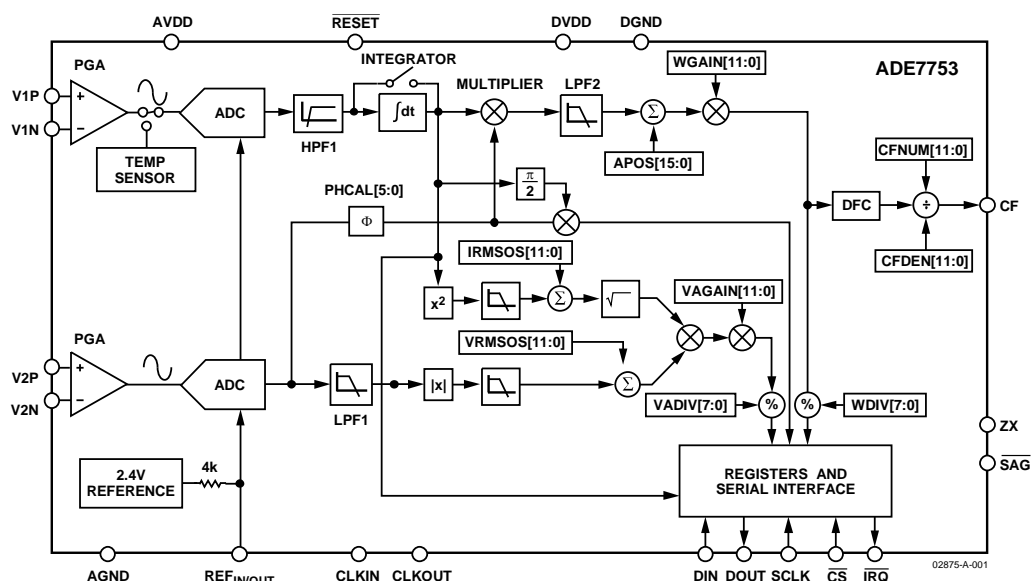 AVDD
RESET
DVDD
DGND
PGA
INTEGRATOR
WGAIN[11:0]
ADE7753
MULTIPLIER
LPF2
V1P
+
ADC
∫dt
Σ
V1N
−
HPF1
TEMP
SENSOR
APOS[15:0]
CFNUM[11:0]
PHCAL[5:0]
π
2
Φ
DFC
÷
CF
IRMSOS[11:0]
CFDEN[11:0]
x²
Σ
√
VAGAIN[11:0]
PGA
VRMSOS[11:0]
V2P
+
ADC
|x|
Σ
V2N
−
LPF1
VADIV[7:0]
%
%
WDIV[7:0]
ZX
2.4V
REFERENCE
4k
REGISTERS AND
SERIAL INTERFACE
SAG
AGND
REFIN/OUT
CLKIN
CLKOUT
DIN
DOUT
SCLK
CS
IRQ
02875-A-001